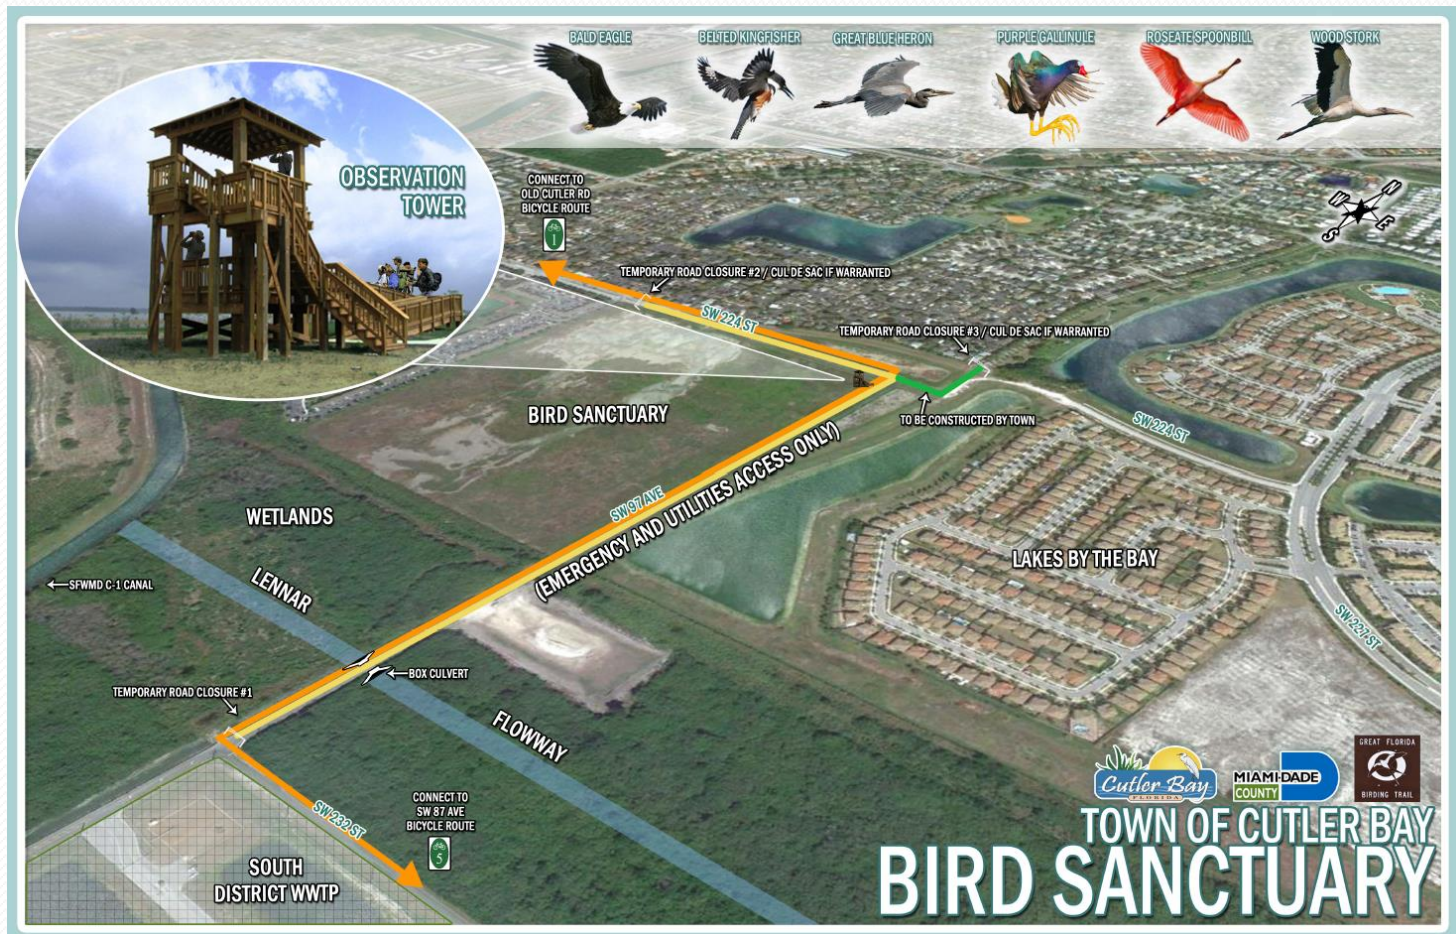 BALD EAGLE
BELTED KINGFISHER
GREAT BLUE HERON
PURPLE GALLINULE
ROSEATE SPOONBILL
WOOD STORK
OBSERVATION
TOWER
CONNECT TO
OLD CUTLER RD
BICYCLE ROUTE
1
N
W
E
S
TEMPORARY ROAD CLOSURE #2 / CUL DE SAC IF WARRANTED
SW 224 ST
TEMPORARY ROAD CLOSURE #3 / CUL DE SAC IF WARRANTED
TO BE CONSTRUCTED BY TOWN
SW 224 ST
BIRD SANCTUARY
SW 97 AVE
(EMERGENCY AND UTILITIES ACCESS ONLY)
WETLANDS
LAKES BY THE BAY
SFWMD C-1 CANAL
LENNAR
SW 227 ST
BOX CULVERT
TEMPORARY ROAD CLOSURE #1
FLOWWAY
CONNECT TO
SW 87 AVE
BICYCLE ROUTE
5
SW 232 ST
SOUTH
DISTRICT WWTP
Cutler Bay
FLORIDA
MIAMI-DADE
COUNTY
GREAT FLORIDA
BIRDING TRAIL
TOWN OF CUTLER BAY
BIRD SANCTUARY